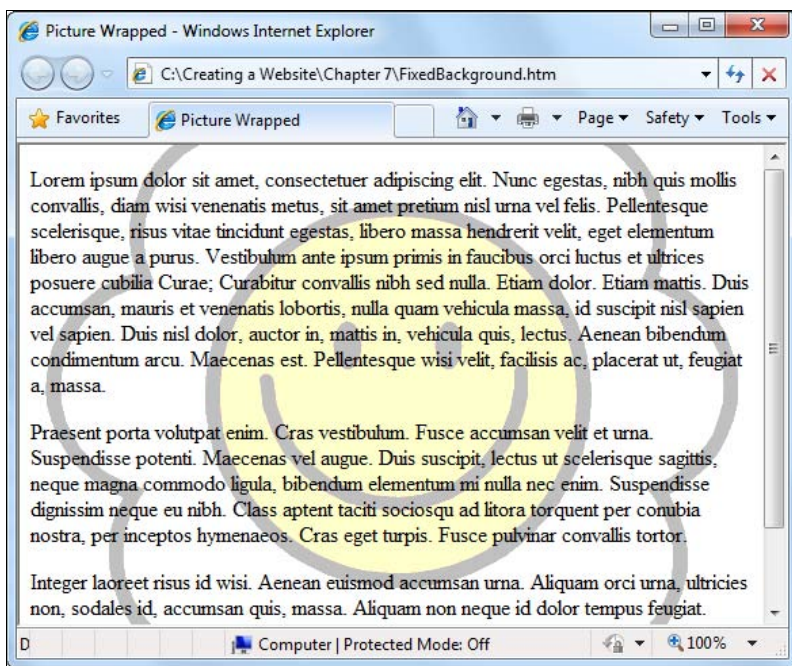 Picture Wrapped - Windows Internet Explorer
C:\Creating a Website\Chapter 7\FixedBackground.htm
Favorites Picture Wrapped Page Safety Tools
Lorem ipsum dolor sit amet, consectetuer adipiscing elit. Nunc egestas, nibh quis mollis
convallis, diam wisi venenatis metus, sit amet pretium nisl urna vel felis. Pellentesque
scelerisque, risus vitae tincidunt egestas, libero massa hendrerit velit, eget elementum
libero augue a purus. Vestibulum ante ipsum primis in faucibus orci luctus et ultrices
posuere cubilia Curae; Curabitur convallis nibh sed nulla. Etiam dolor. Etiam mattis. Duis
accumsan, mauris et venenatis lobortis, nulla quam vehicula massa, id suscipit nisl sapien
vel sapien. Duis nisl dolor, auctor in, mattis in, vehicula quis, lectus. Aenean bibendum
condimentum arcu. Maecenas est. Pellentesque wisi velit, facilisis ac, placerat ut, feugiat
a, massa.
Praesent porta volutpat enim. Cras vestibulum. Fusce accumsan velit et urna.
Suspendisse potenti. Maecenas vel augue. Duis suscipit, lectus ut scelerisque sagittis,
neque magna commodo ligula, bibendum elementum mi nulla nec enim. Suspendisse
dignissim neque eu nibh. Class aptent taciti sociosqu ad litora torquent per conubia
nostra, per inceptos hymenaeos. Cras eget turpis. Fusce pulvinar convallis tortor.
Integer laoreet risus id wisi. Aenean euismod accumsan urna. Aliquam orci urna, ultricies
non, sodales id, accumsan quis, massa. Aliquam non neque id dolor tempus feugiat.
D Computer | Protected Mode: Off 100%